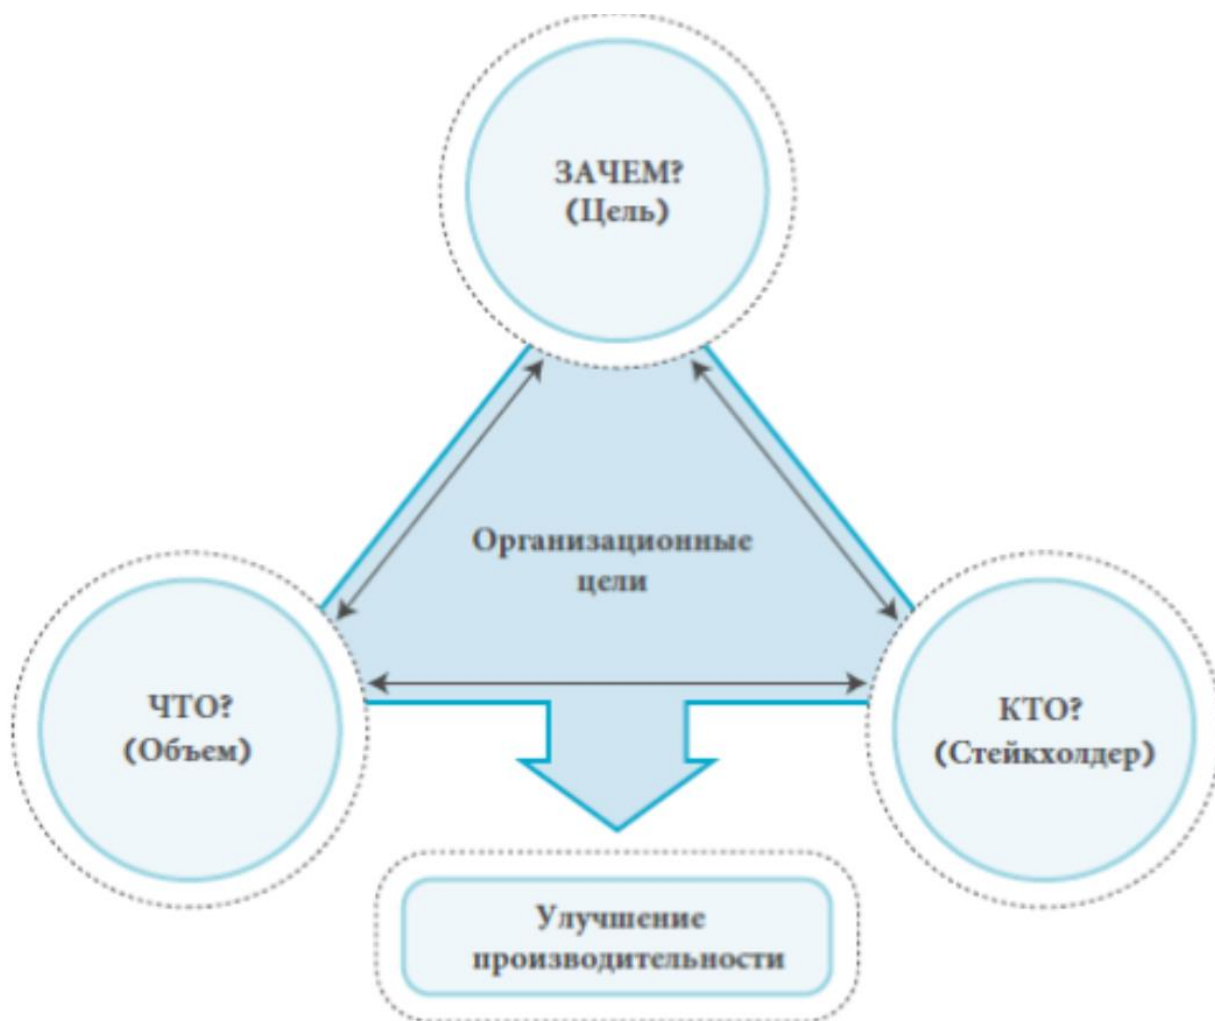 ЗАЧЕМ?
(Цель)
Организационные
цели
ЧТО?
(Объем)
КТО?
(Стейкхолдер)
Улучшение
производительности